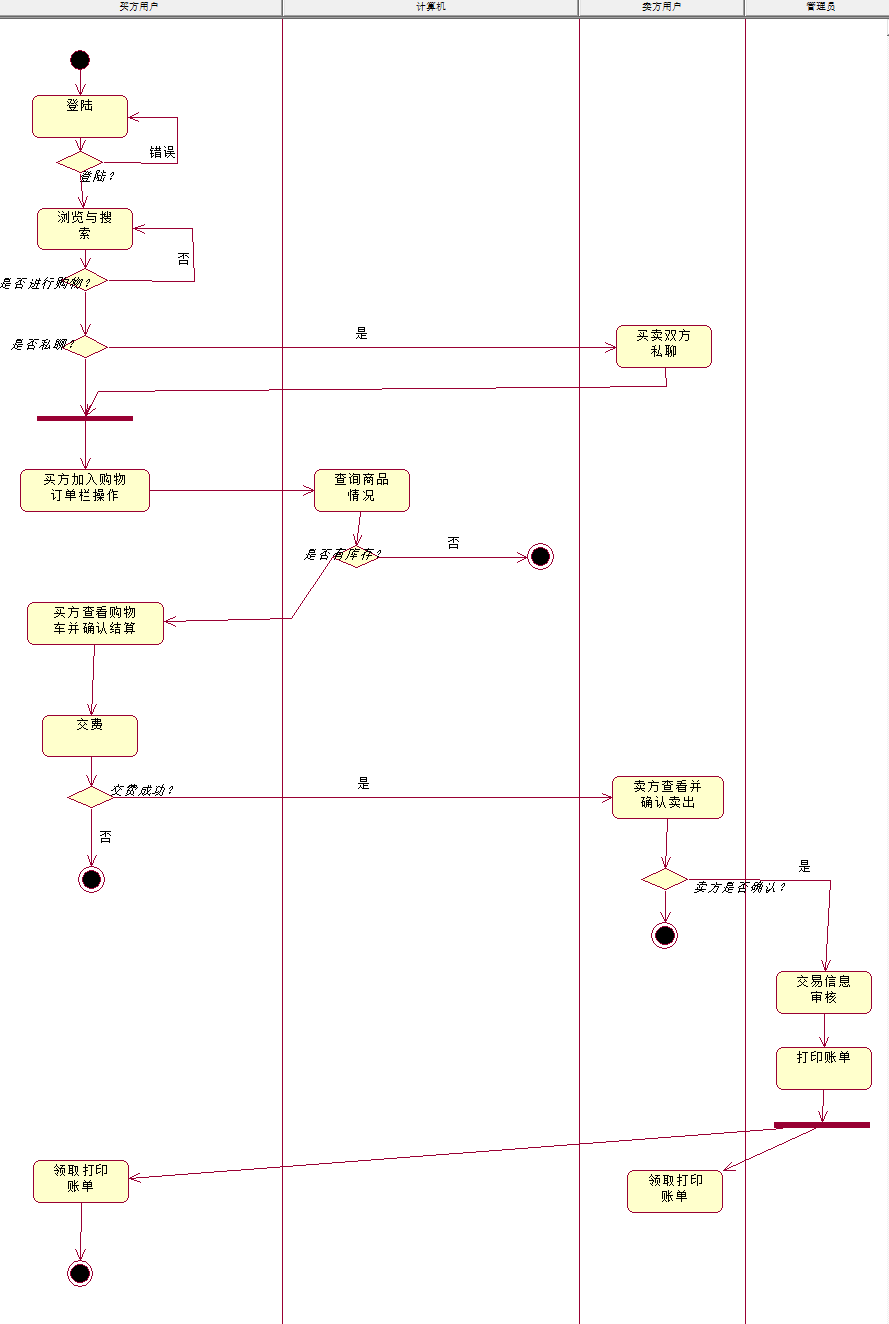 买方用户
计算机
卖方用户
管理员
登陆
错误
登陆？
浏览与搜
索
否
是否进行购物？
是
是否私聊？
买卖双方
私聊
买方加入购物
订单栏操作
查询商品
情况
是否有库存？
否
买方查看购物
车并确认结算
交费
交费成功？
是
卖方查看并
确认卖出
否
是
卖方是否确认？
交易信息
审核
打印账单
领取打印
账单
领取打印
账单